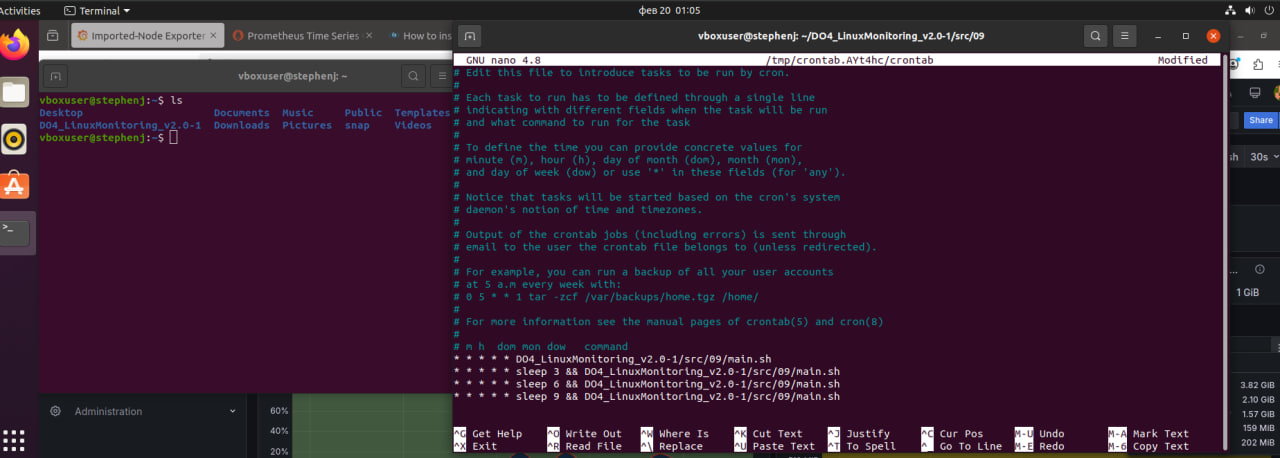 Activities
Terminal
фев 20 01:05
Imported-Node Exporter
Prometheus Time Series
How to ins
vboxuser@stephenj: ~
vboxuser@stephenj:~$ ls
Desktop Documents Music Public Templates
DO4_LinuxMonitoring_v2.0-1 Downloads Pictures snap Videos
vboxuser@stephenj:~$
Administration
60%
40%
20%
vboxuser@stephenj: ~/DO4_LinuxMonitoring_v2.0-1/src/09
GNU nano 4.8 /tmp/crontab.AYt4hc/crontab Modified
# Edit this file to introduce tasks to be run by cron.
#
# Each task to run has to be defined through a single line
# indicating with different fields when the task will be run
# and what command to run for the task
#
# To define the time you can provide concrete values for
# minute (m), hour (h), day of month (dom), month (mon),
# and day of week (dow) or use '*' in these fields (for 'any').
#
# Notice that tasks will be started based on the cron's system
# daemon's notion of time and timezones.
#
# Output of the crontab jobs (including errors) is sent through
# email to the user the crontab file belongs to (unless redirected).
#
# For example, you can run a backup of all your user accounts
# at 5 a.m every week with:
# 0 5 * * 1 tar -zcf /var/backups/home.tgz /home/
#
# For more information see the manual pages of crontab(5) and cron(8)
#
# m h  dom mon dow   command
* * * * * DO4_LinuxMonitoring_v2.0-1/src/09/main.sh
* * * * * sleep 3 && DO4_LinuxMonitoring_v2.0-1/src/09/main.sh
* * * * * sleep 6 && DO4_LinuxMonitoring_v2.0-1/src/09/main.sh
* * * * * sleep 9 && DO4_LinuxMonitoring_v2.0-1/src/09/main.sh
^G Get Help ^O Write Out ^W Where Is ^K Cut Text ^J Justify ^C Cur Pos M-U Undo M-A Mark Text
^X Exit ^R Read File ^\ Replace ^U Paste Text ^T To Spell ^_ Go To Line M-E Redo M-6 Copy Text
Share
sh 30s
1 GiB
3.82 GiB
2.10 GiB
1.57 GiB
159 MiB
202 MiB